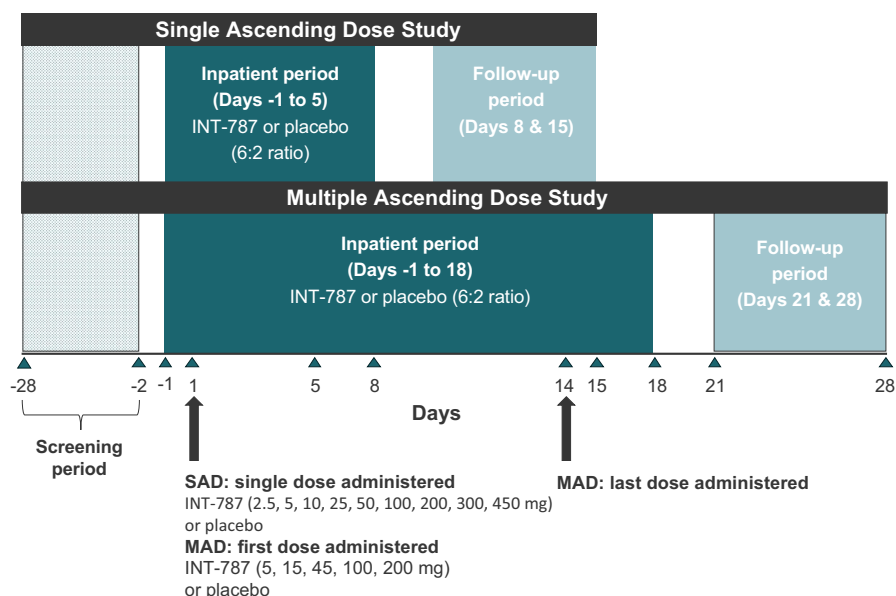 Single Ascending Dose Study
Inpatient period
(Days -1 to 5)
INT-787 or placebo
(6:2 ratio)
Follow-up
period
(Days 8 & 15)
Multiple Ascending Dose Study
Inpatient period
(Days -1 to 18)
INT-787 or placebo (6:2 ratio)
Follow-up
period
(Days 21 & 28)
-28 -2 -1 1 5 8 14 15 18 21 28
Days
Screening
period
SAD: single dose administered
INT-787 (2.5, 5, 10, 25, 50, 100, 200, 300, 450 mg)
or placebo
MAD: first dose administered
INT-787 (5, 15, 45, 100, 200 mg)
or placebo
MAD: last dose administered